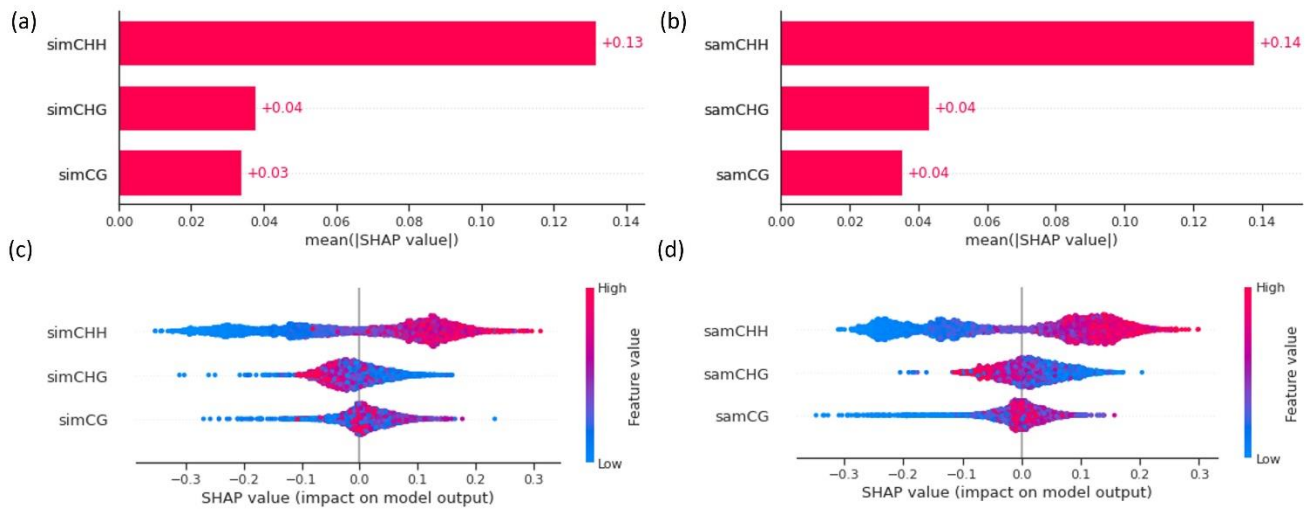 (a)
simCHH
+0.13
simCHG
+0.04
simCG
+0.03
0.00 0.02 0.04 0.06 0.08 0.10 0.12 0.14
mean(|SHAP value|)
(b)
samCHH
+0.14
samCHG
+0.04
samCG
+0.04
0.00 0.02 0.04 0.06 0.08 0.10 0.12 0.14
mean(|SHAP value|)
(c)
High
simCHH
simCHG
simCG
Feature value
Low
−0.3 −0.2 −0.1 0.0 0.1 0.2 0.3
SHAP value (impact on model output)
(d)
High
samCHH
samCHG
samCG
Feature value
Low
−0.3 −0.2 −0.1 0.0 0.1 0.2 0.3
SHAP value (impact on model output)